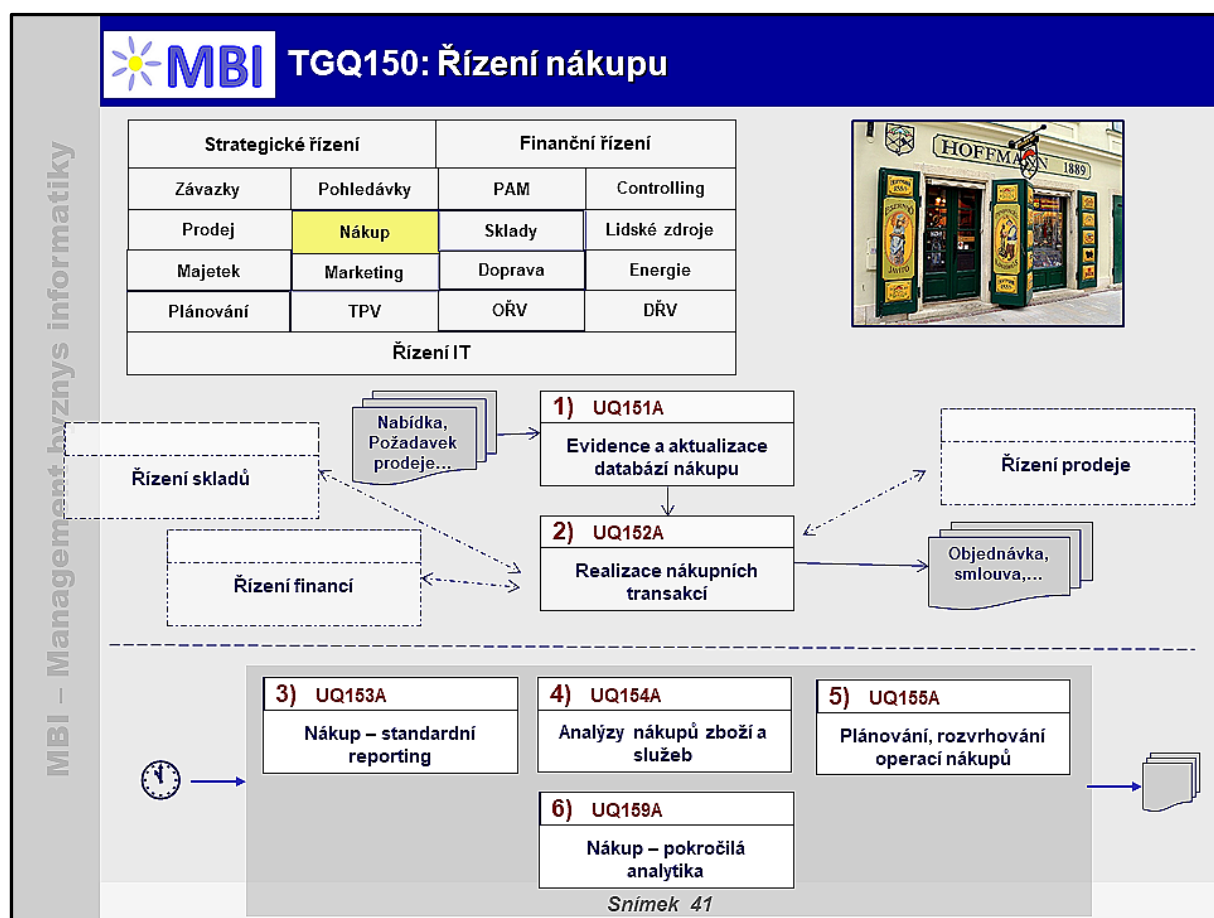 MBI
TGQ150: Řízení nákupu
MBI – Management byznys informatiky
Strategické řízení
Finanční řízení
Závazky
Pohledávky
PAM
Controlling
Prodej
Nákup
Sklady
Lidské zdroje
Majetek
Marketing
Doprava
Energie
Plánování
TPV
OŘV
DŘV
Řízení IT
HOFFMANN 1889
Nabídka,
Požadavek
prodeje...
1) UQ151A
Evidence a aktualizace
databází nákupu
Řízení skladů
Řízení prodeje
2) UQ152A
Realizace nákupních
transakcí
Řízení financí
Objednávka,
smlouva,...
3) UQ153A
Nákup – standardní
reporting
4) UQ154A
Analýzy nákupů zboží a
služeb
5) UQ155A
Plánování, rozvrhování
operací nákupů
6) UQ159A
Nákup – pokročilá
analytika
Snímek 41